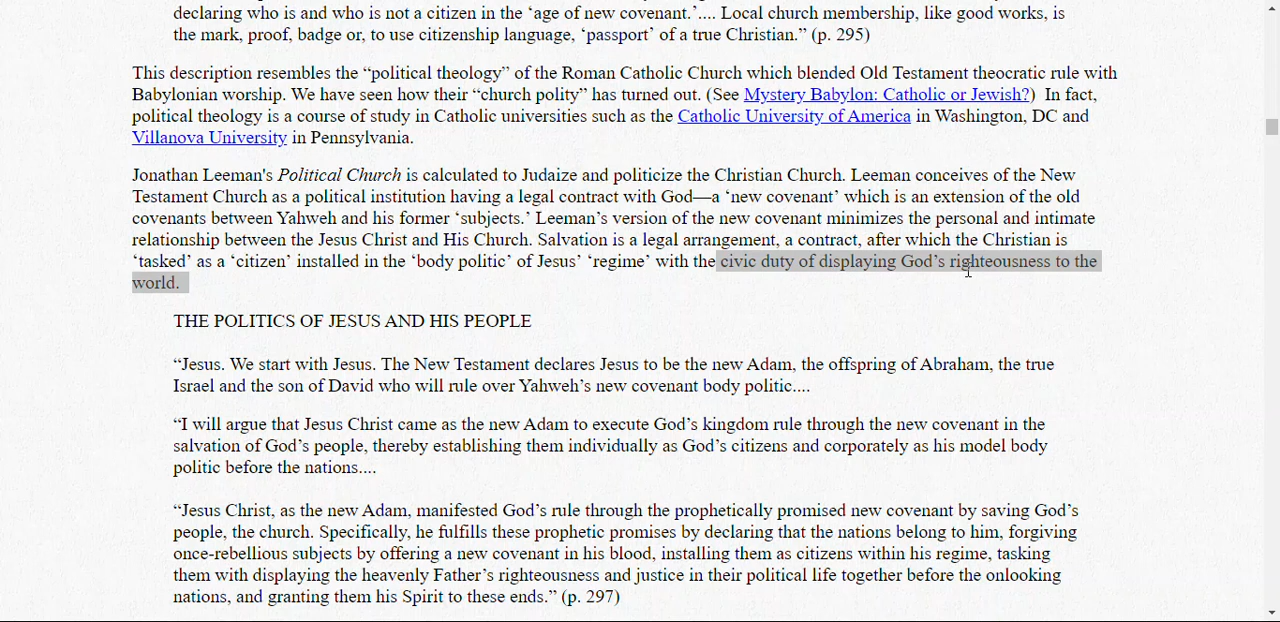 declaring who is and who is not a citizen in the ‘age of new covenant.’.... Local church membership, like good works, is
the mark, proof, badge or, to use citizenship language, ‘passport’ of a true Christian.” (p. 295)
This description resembles the “political theology” of the Roman Catholic Church which blended Old Testament theocratic rule with
Babylonian worship. We have seen how their “church polity” has turned out. (See Mystery Babylon: Catholic or Jewish?)  In fact,
political theology is a course of study in Catholic universities such as the Catholic University of America in Washington, DC and
Villanova University in Pennsylvania.
Jonathan Leeman's Political Church is calculated to Judaize and politicize the Christian Church. Leeman conceives of the New
Testament Church as a political institution having a legal contract with God—a ‘new covenant’ which is an extension of the old
covenants between Yahweh and his former ‘subjects.’ Leeman’s version of the new covenant minimizes the personal and intimate
relationship between the Jesus Christ and His Church. Salvation is a legal arrangement, a contract, after which the Christian is
‘tasked’ as a ‘citizen’ installed in the ‘body politic’ of Jesus’ ‘regime’ with the civic duty of displaying God’s righteousness to the
world.
THE POLITICS OF JESUS AND HIS PEOPLE
“Jesus. We start with Jesus. The New Testament declares Jesus to be the new Adam, the offspring of Abraham, the true
Israel and the son of David who will rule over Yahweh’s new covenant body politic....
“I will argue that Jesus Christ came as the new Adam to execute God’s kingdom rule through the new covenant in the
salvation of God’s people, thereby establishing them individually as God’s citizens and corporately as his model body
politic before the nations....
“Jesus Christ, as the new Adam, manifested God’s rule through the prophetically promised new covenant by saving God’s
people, the church. Specifically, he fulfills these prophetic promises by declaring that the nations belong to him, forgiving
once-rebellious subjects by offering a new covenant in his blood, installing them as citizens within his regime, tasking
them with displaying the heavenly Father’s righteousness and justice in their political life together before the onlooking
nations, and granting them his Spirit to these ends.” (p. 297)